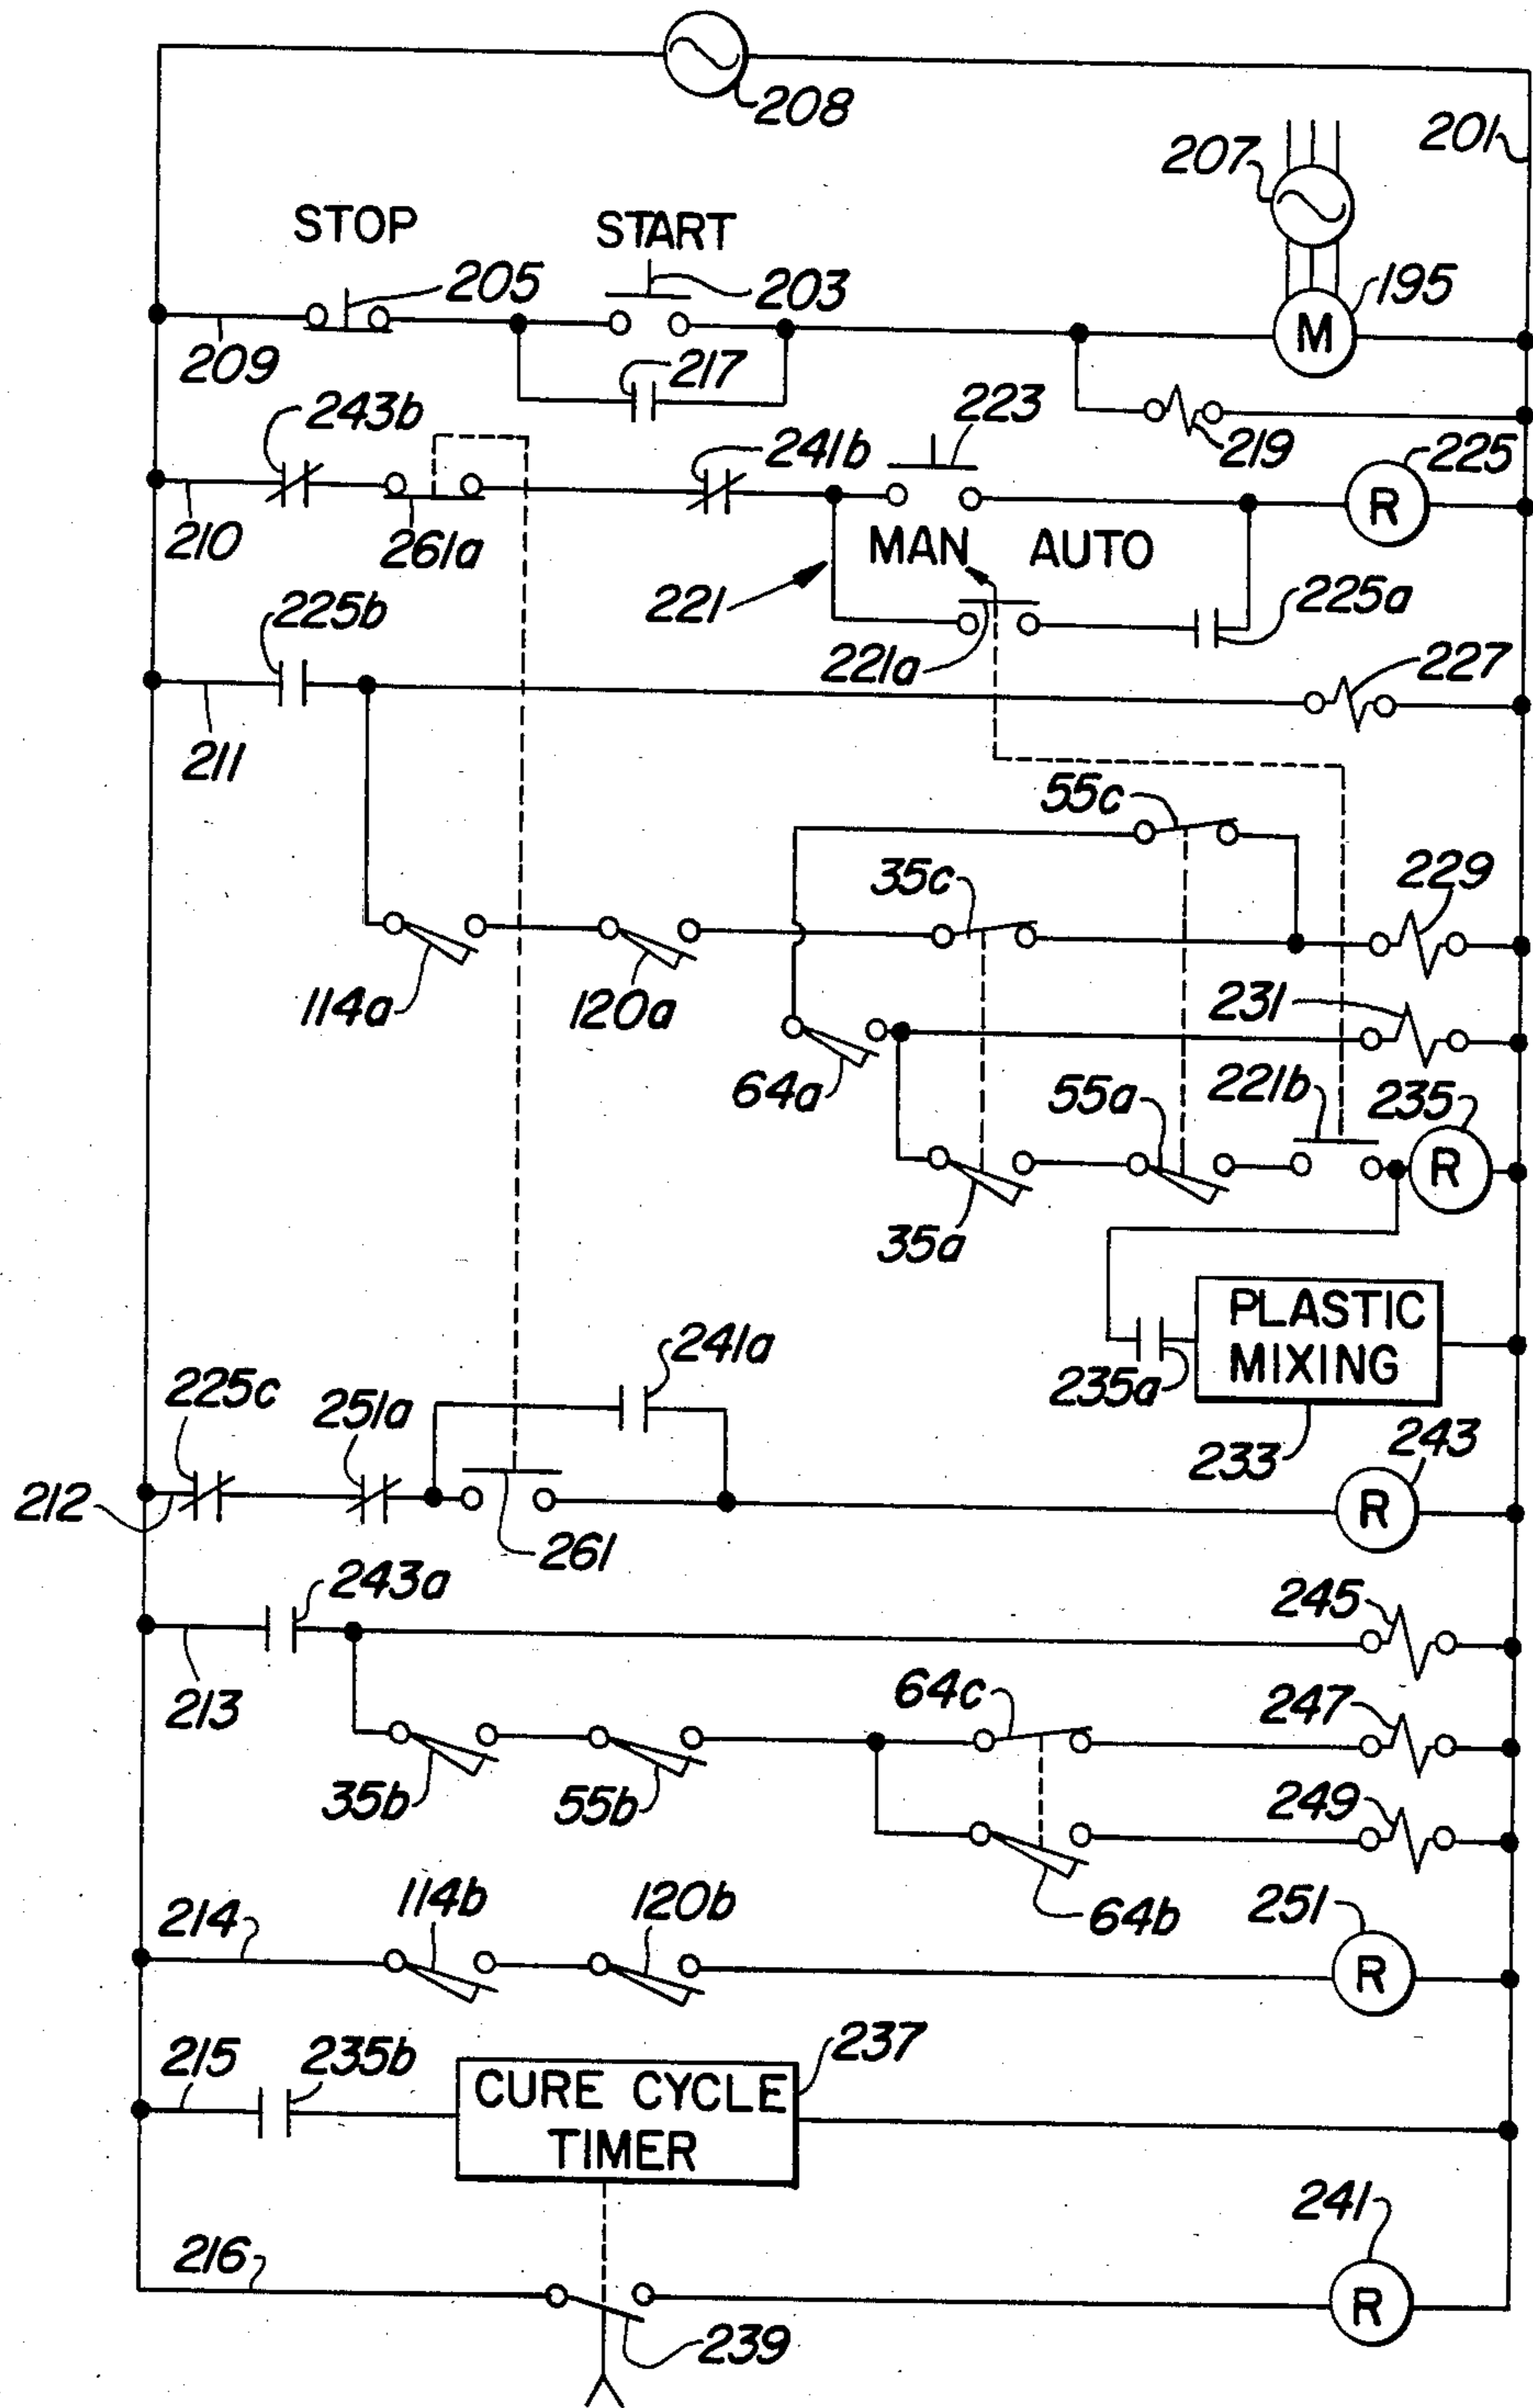 208
207
201
STOP
START
205
203
195
M
209
217
219
243b
241b
223
225
R
210
261a
MAN AUTO
221
225a
225b
221a
227
211
55c
35c
229
114a
120a
231
64a
55a
221b
235
R
35a
PLASTIC
MIXING
235a
233
241a
225c
251a
243
R
212
261
243a
245
213
64c
247
35b
55b
249
64b
214
114b
120b
251
R
215
235b
237
CURE CYCLE
TIMER
216
241
R
239